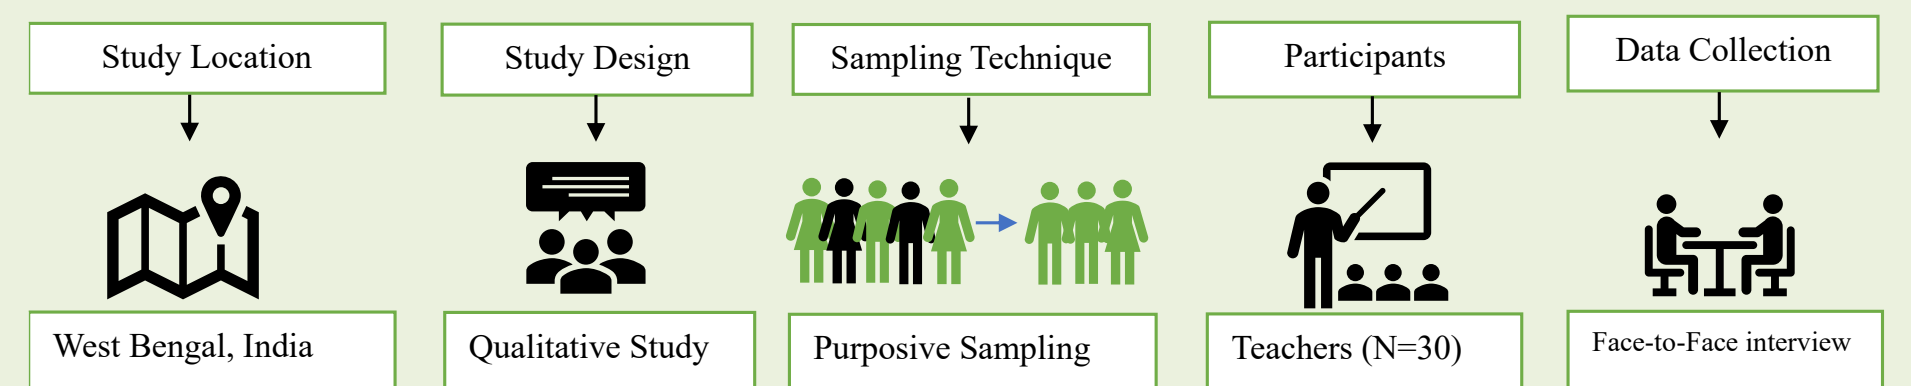 Study Location
Study Design
Sampling Technique
Participants
Data Collection
West Bengal, India
Qualitative Study
Purposive Sampling
Teachers (N=30)
Face-to-Face interview